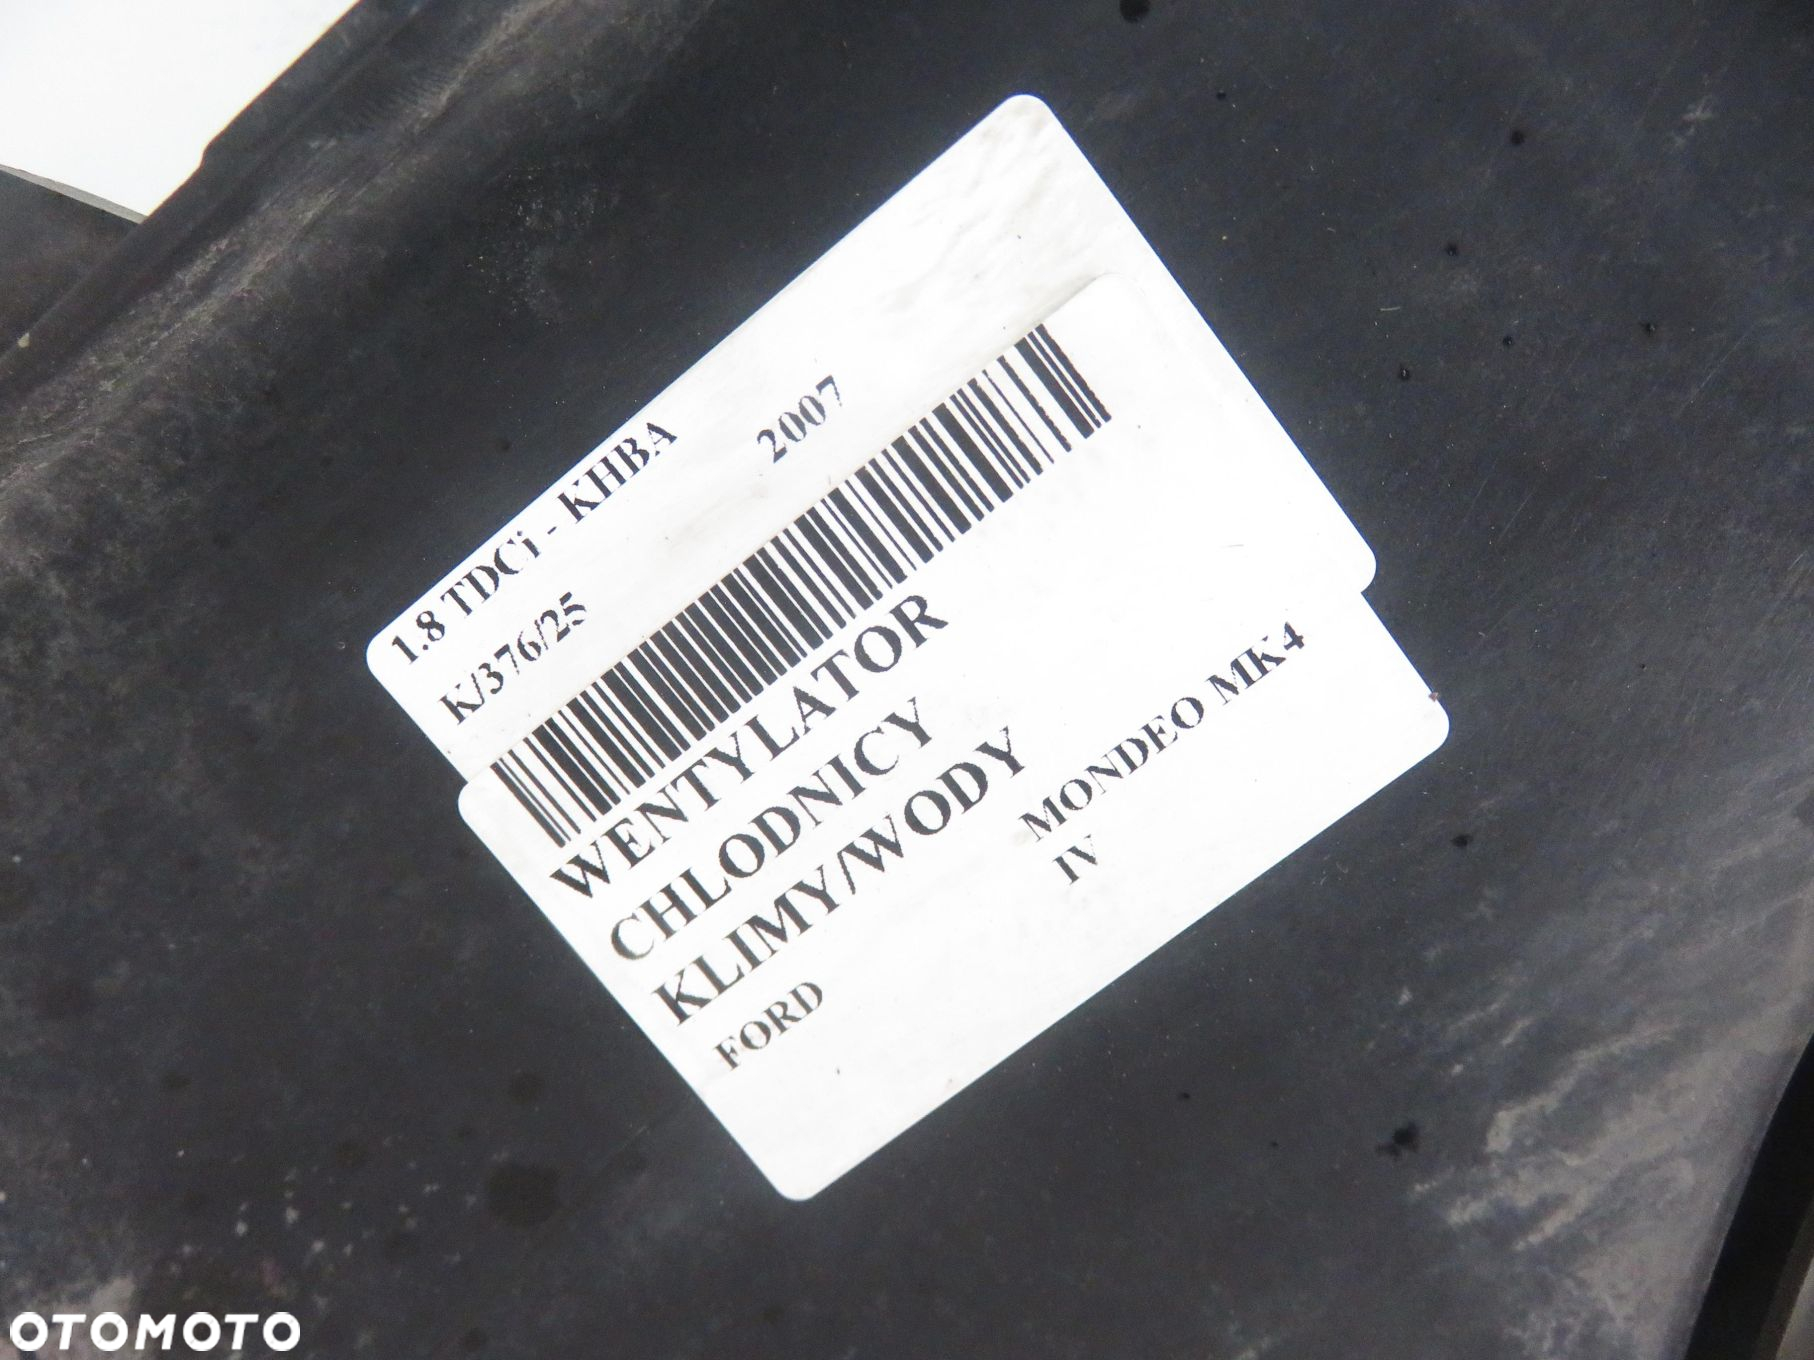 1.8 TDCi - KHBA
K/376/25 2007
WENTYLATOR
CHLODNICY
KLIMY/WODY
FORD MONDEO MK4
IV
OTOMOTO